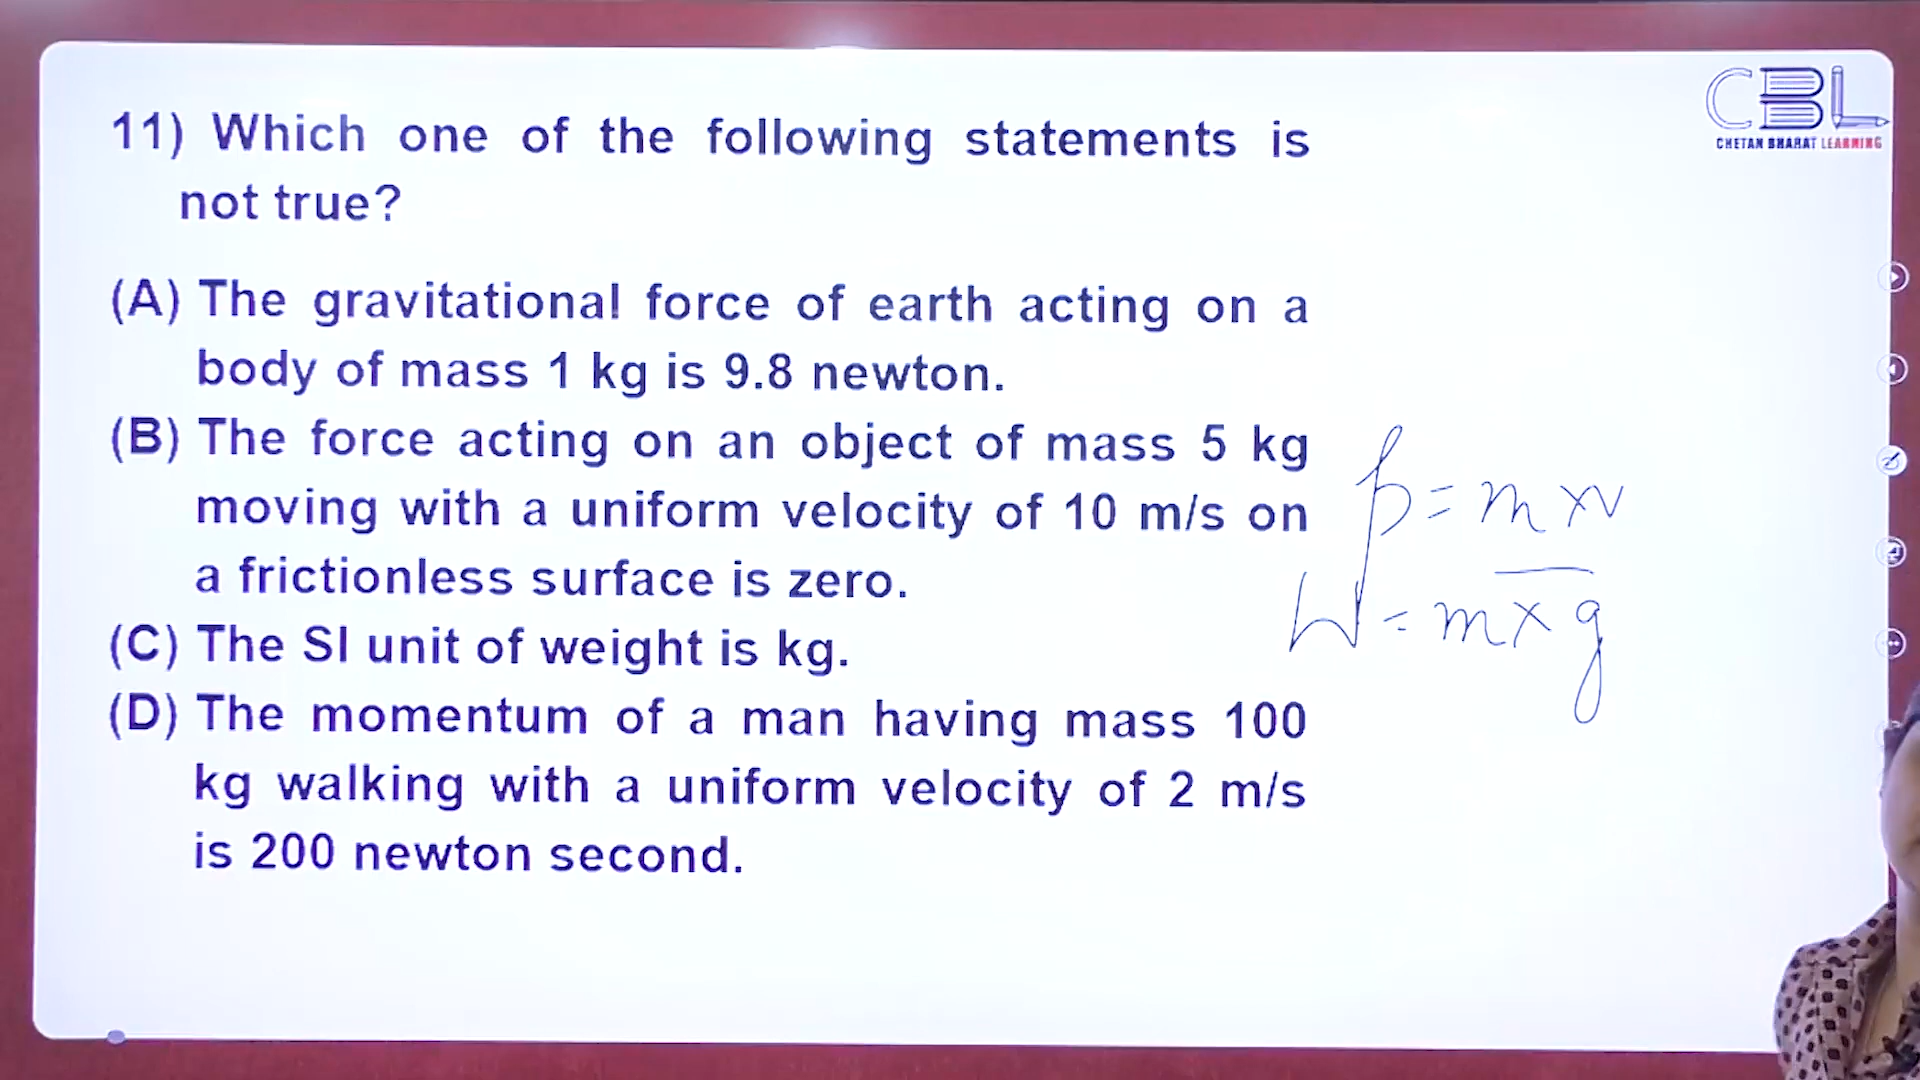 CBL
CHETAN BHARAT LEARNING
11) Which one of the following statements is
not true?
(A) The gravitational force of earth acting on a
body of mass 1 kg is 9.8 newton.
(B) The force acting on an object of mass 5 kg
moving with a uniform velocity of 10 m/s on
a frictionless surface is zero.
(C) The SI unit of weight is kg.
(D) The momentum of a man having mass 100
kg walking with a uniform velocity of 2 m/s
is 200 newton second.
p = m x v
W = m x g